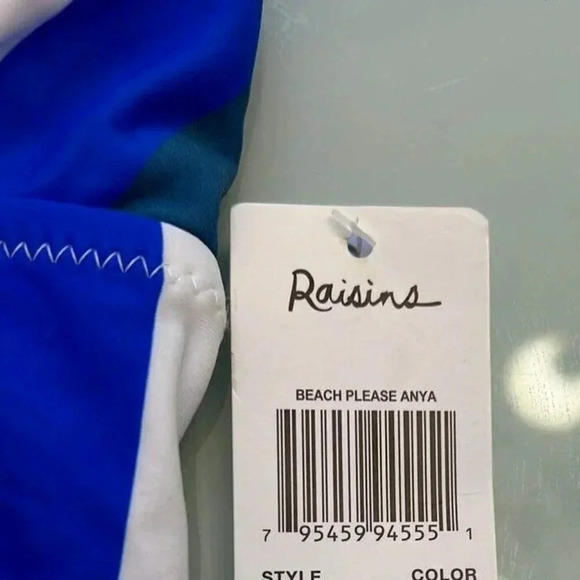 Raisins
BEACH PLEASE ANYA
7 95459 94555 1
STYLE COLOR